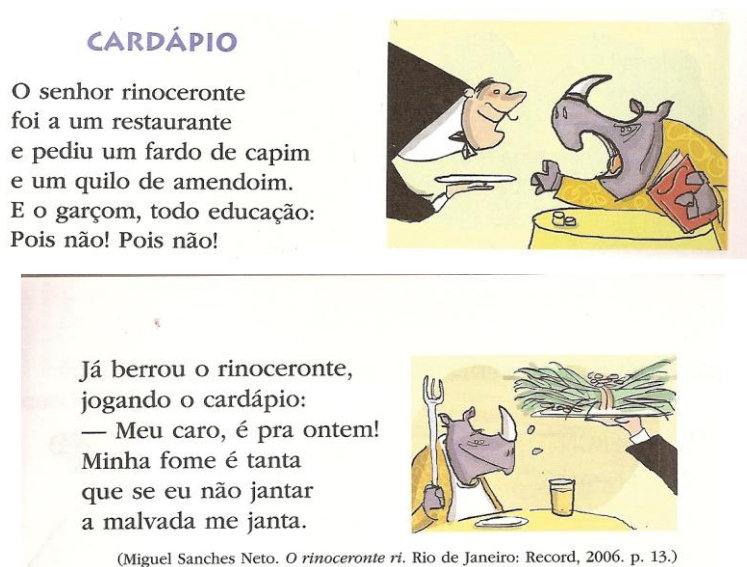 CARDÁPIO
O senhor rinoceronte
foi a um restaurante
e pediu um fardo de capim
e um quilo de amendoim.
E o garçom, todo educação:
Pois não! Pois não!
Já berrou o rinoceronte,
jogando o cardápio:
— Meu caro, é pra ontem!
Minha fome é tanta
que se eu não jantar
a malvada me janta.
(Miguel Sanches Neto. O rinoceronte ri. Rio de Janeiro: Record, 2006. p. 13.)